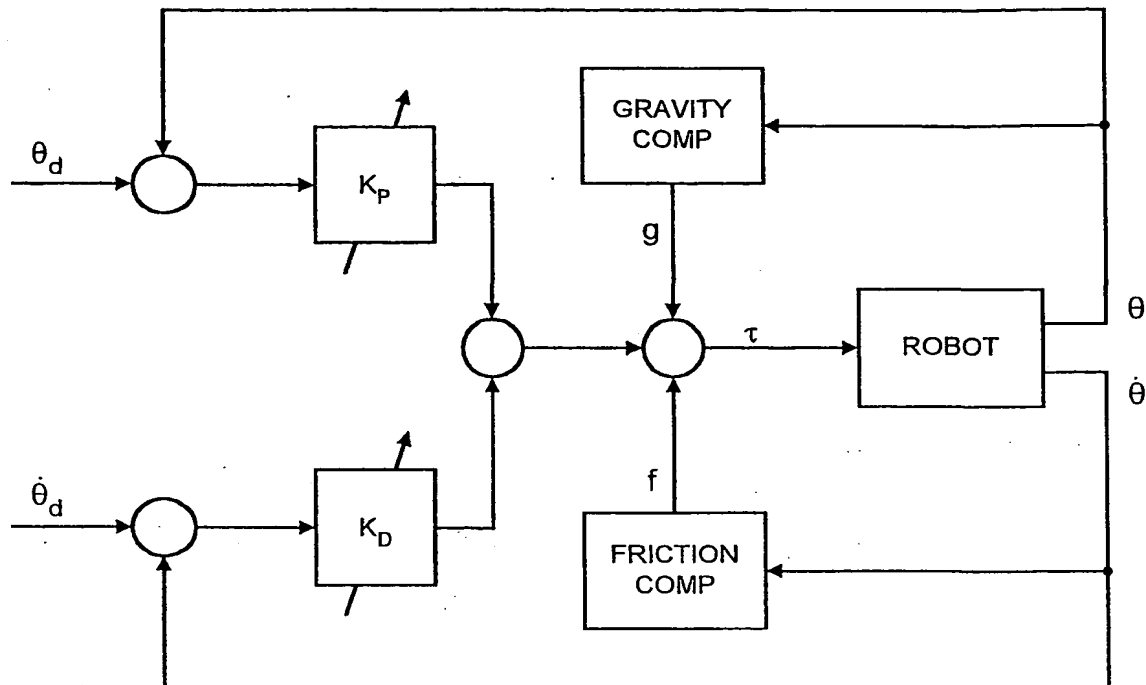 GRAVITY
COMP
θd
KP
g
τ
ROBOT
θ
θ̇
θ̇d
KD
f
FRICTION
COMP